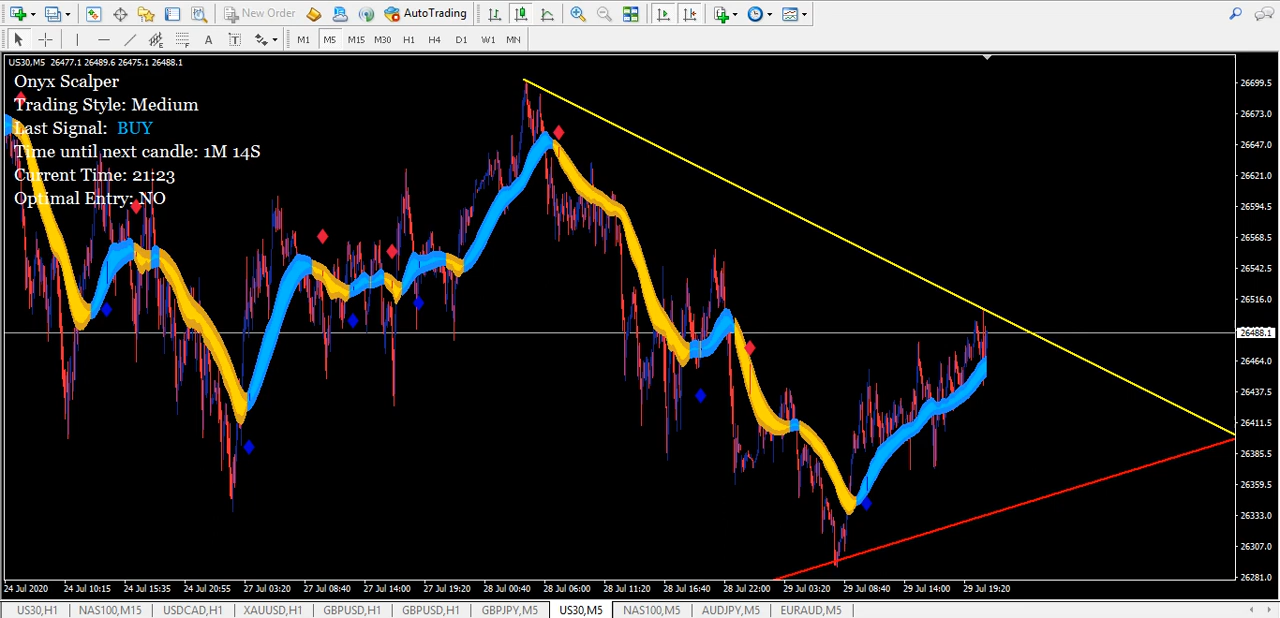 New Order AutoTrading
A T M1 M5 M15 M30 H1 H4 D1 W1 MN
US30,M5 26477.1 26489.6 26475.1 26488.1
Onyx Scalper
Trading Style: Medium
Last Signal: BUY
Time until next candle: 1M 14S
Current Time: 21:23
Optimal Entry: NO
26699.5
26673.0
26647.0
26621.0
26594.5
26568.5
26542.5
26516.0
26488.1
26464.0
26437.5
26411.5
26385.5
26359.5
26333.0
26307.0
26281.0
24 Jul 2020 24 Jul 10:15 24 Jul 15:35 24 Jul 20:55 27 Jul 03:20 27 Jul 08:40 27 Jul 14:00 27 Jul 19:20 28 Jul 00:40 28 Jul 06:00 28 Jul 11:20 28 Jul 16:40 28 Jul 22:00 29 Jul 03:20 29 Jul 08:40 29 Jul 14:00 29 Jul 19:20
US30,H1 NAS100,M15 USDCAD,H1 XAUUSD,H1 GBPUSD,H1 GBPUSD,H1 GBPJPY,M5 US30,M5 NAS100,M5 AUDJPY,M5 EURAUD,M5